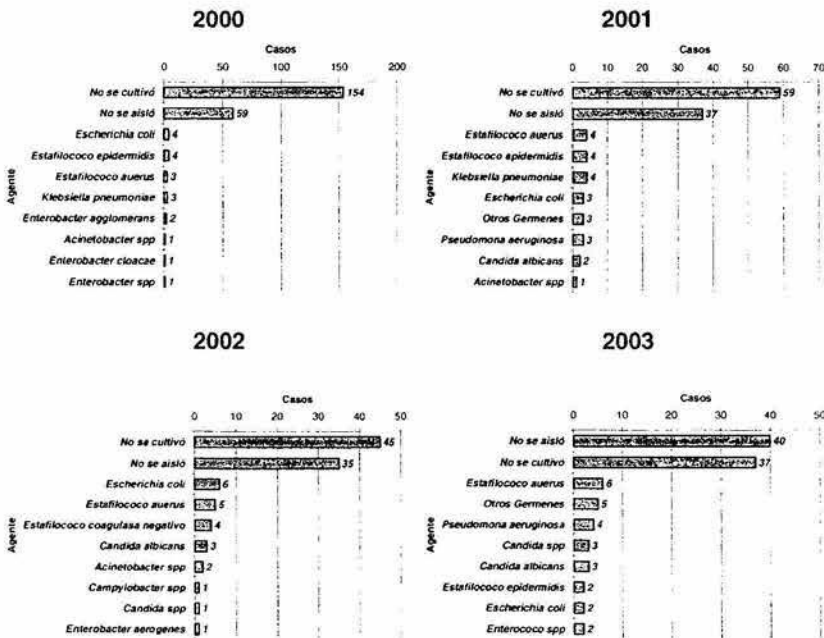 2000
Casos
0 50 100 150 200
Agente
No se cultivó 154
No se aisló 59
Escherichia coli 4
Estafilococo epidermidis 4
Estafilococo auerus 3
Klebsiella pneumoniae 3
Enterobacter agglomerans 2
Acinetobacter spp 1
Enterobacter cloacae 1
Enterobacter spp 1
2001
Casos
0 10 20 30 40 50 60 70
Agente
No se cultivó 59
No se aisló 37
Estafilococo auerus 4
Estafilococo epidermidis 4
Klebsiella pneumoniae 4
Escherichia coli 3
Otros Germenes 3
Pseudomona aeruginosa 3
Candida albicans 2
Acinetobacter spp 1
2002
Casos
0 10 20 30 40 50
Agente
No se cultivó 45
No se aisló 35
Escherichia coli 6
Estafilococo auerus 5
Estafilococo coagulasa negativo 4
Candida albicans 3
Acinetobacter spp 2
Campylobacter spp 1
Candida spp 1
Enterobacter aerogenes 1
2003
Casos
0 10 20 30 40 50
Agente
No se aisló 40
No se cultivó 37
Estafilococo auerus 6
Otros Germenes 5
Pseudomona aeruginosa 4
Candida spp 3
Candida albicans 3
Estafilococo epidermidis 2
Escherichia coli 2
Enterococo spp 2